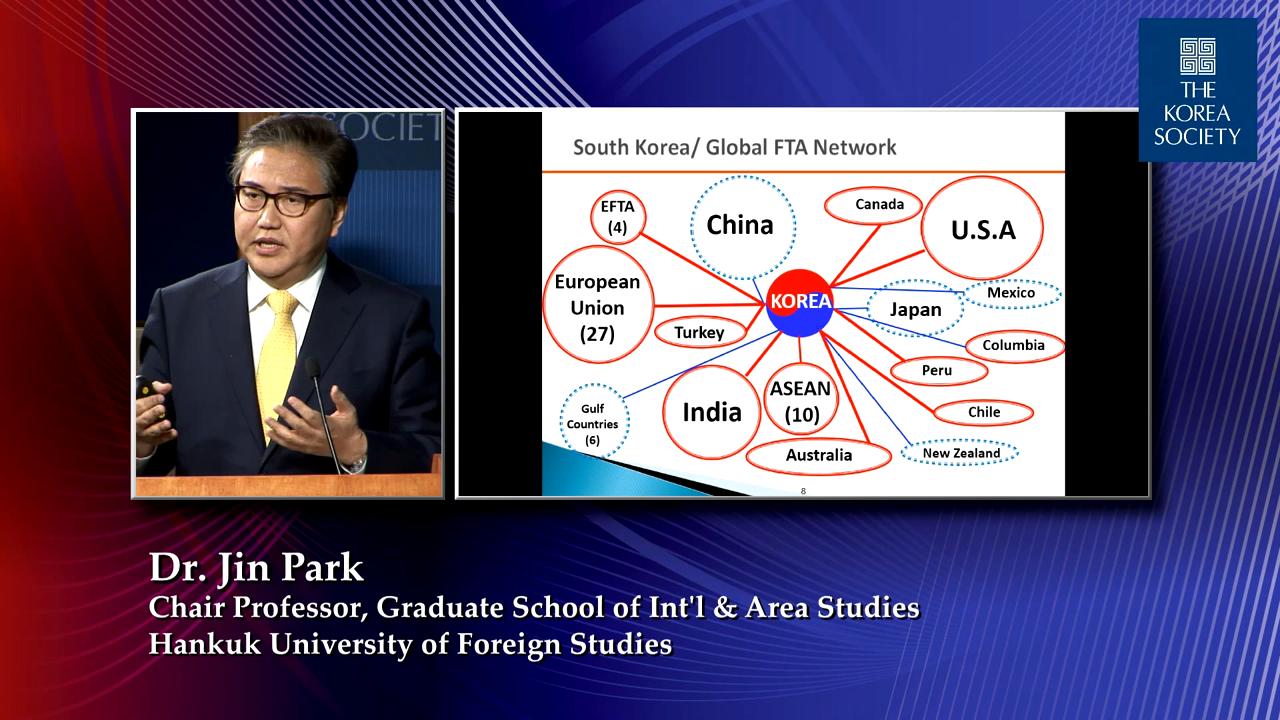 THE
KOREA
SOCIETY
SOCIET
South Korea/ Global FTA Network
EFTA
(4)
China
Canada
U.S.A
European
Union
(27)
KOREA
Mexico
Japan
Turkey
Columbia
Peru
Gulf
Countries
(6)
India
ASEAN
(10)
Chile
Australia
New Zealand
8
Dr. Jin Park
Chair Professor, Graduate School of Int'l & Area Studies
Hankuk University of Foreign Studies